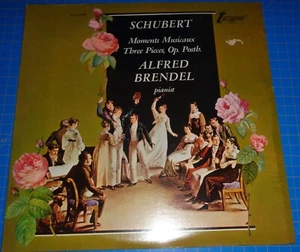 SCHUBERT
Moments Musicaux
Three Pieces, Op. Posth.
ALFRED
BRENDEL
pianist